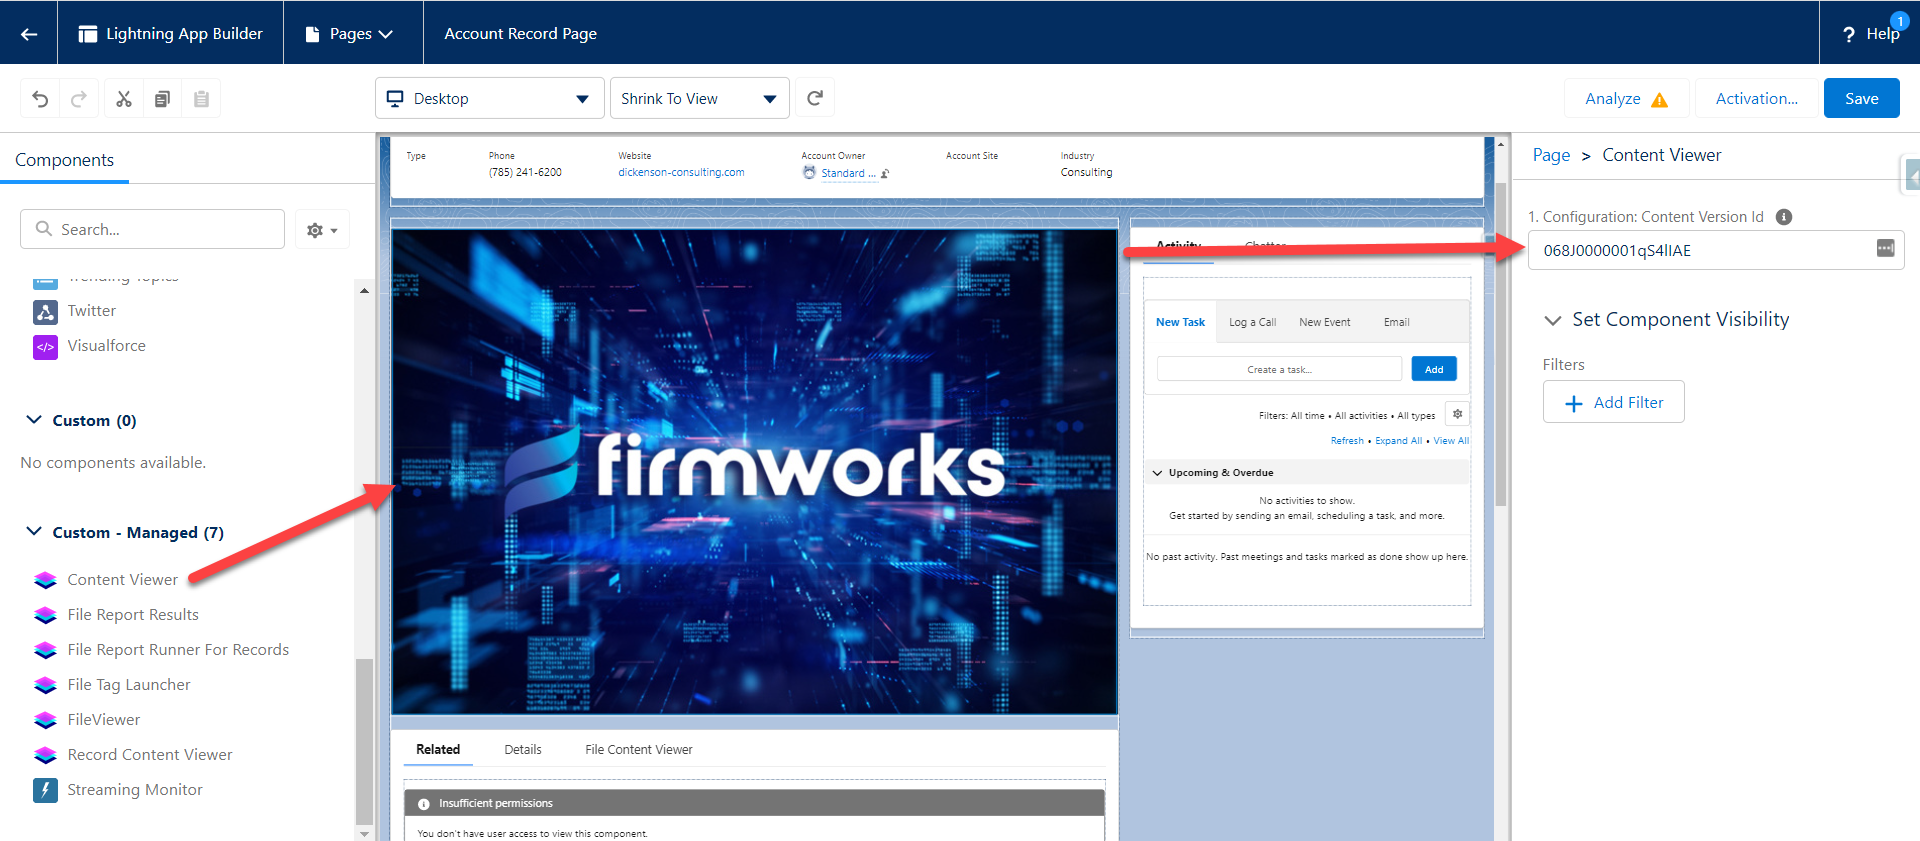 Lightning App Builder
Pages
Account Record Page
? Help
1
Desktop
Shrink To View
Analyze
Activation...
Save
Components
Search...
Trending Topics
Twitter
Visualforce
Custom (0)
No components available.
Custom - Managed (7)
Content Viewer
File Report Results
File Report Runner For Records
File Tag Launcher
FileViewer
Record Content Viewer
Streaming Monitor
Type
Phone
(785) 241-6200
Website
dickenson-consulting.com
Account Owner
Standard ...
Account Site
Industry
Consulting
firmworks
Related
Details
File Content Viewer
Insufficient permissions
You don't have user access to view this component.
Activity
Chatter
New Task
Log a Call
New Event
Email
Create a task...
Add
Filters: All time • All activities • All types
Refresh • Expand All • View All
Upcoming & Overdue
No activities to show.
Get started by sending an email, scheduling a task, and more.
No past activity. Past meetings and tasks marked as done show up here.
Page > Content Viewer
1. Configuration: Content Version Id
068J0000001qS4lIAE
Set Component Visibility
Filters
+ Add Filter